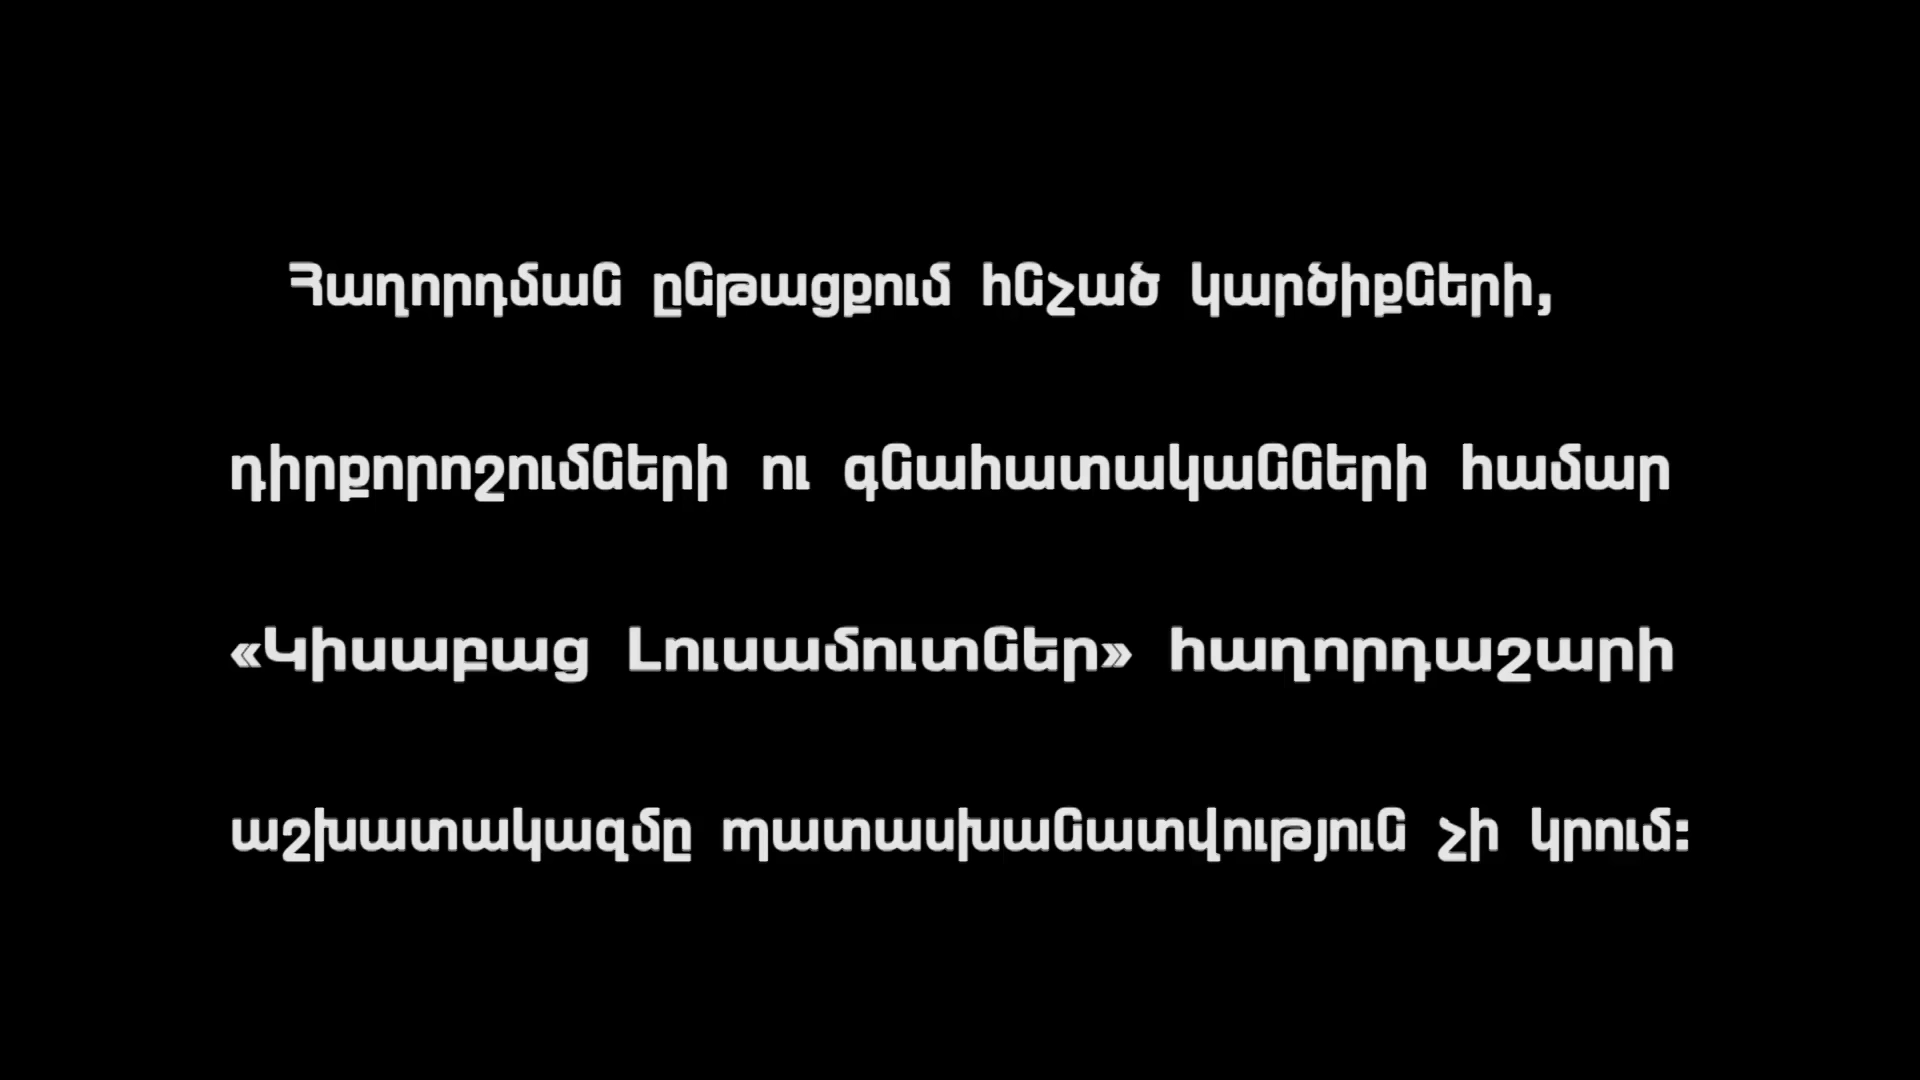 Հաղորդման ընթացքում հնչած կարծիքների,
դիրքորոշումների ու գնահատականների համար
«Կիսաբաց Լուսամուտներ» հաղորդաշարի
աշխատակազմը պատասխանատվություն չի կրում: